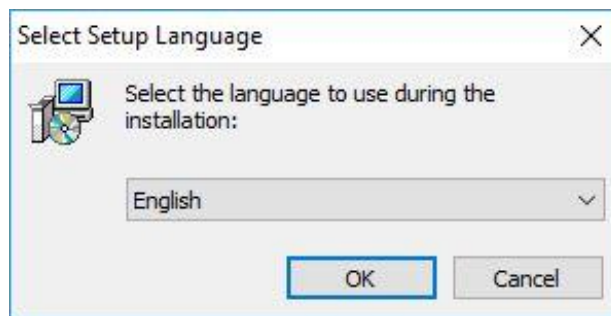 Select Setup Language
Select the language to use during the
installation:
English
OK
Cancel